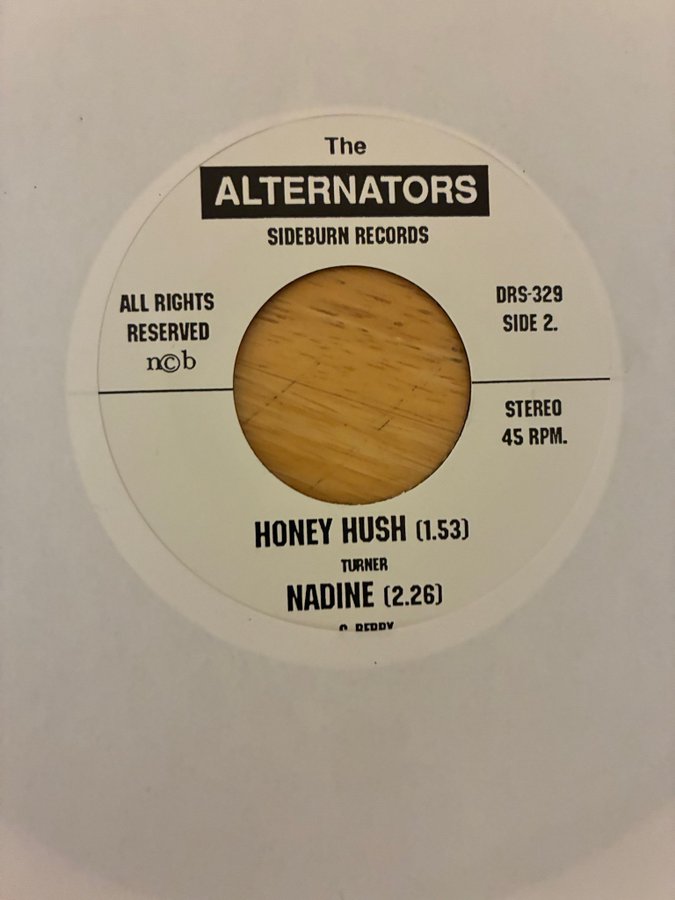 The
ALTERNATORS
SIDEBURN RECORDS
ALL RIGHTS
RESERVED
n©b
DRS-329
SIDE 2.
STEREO
45 RPM.
HONEY HUSH (1.53)
TURNER
NADINE (2.26)
C. BERRY